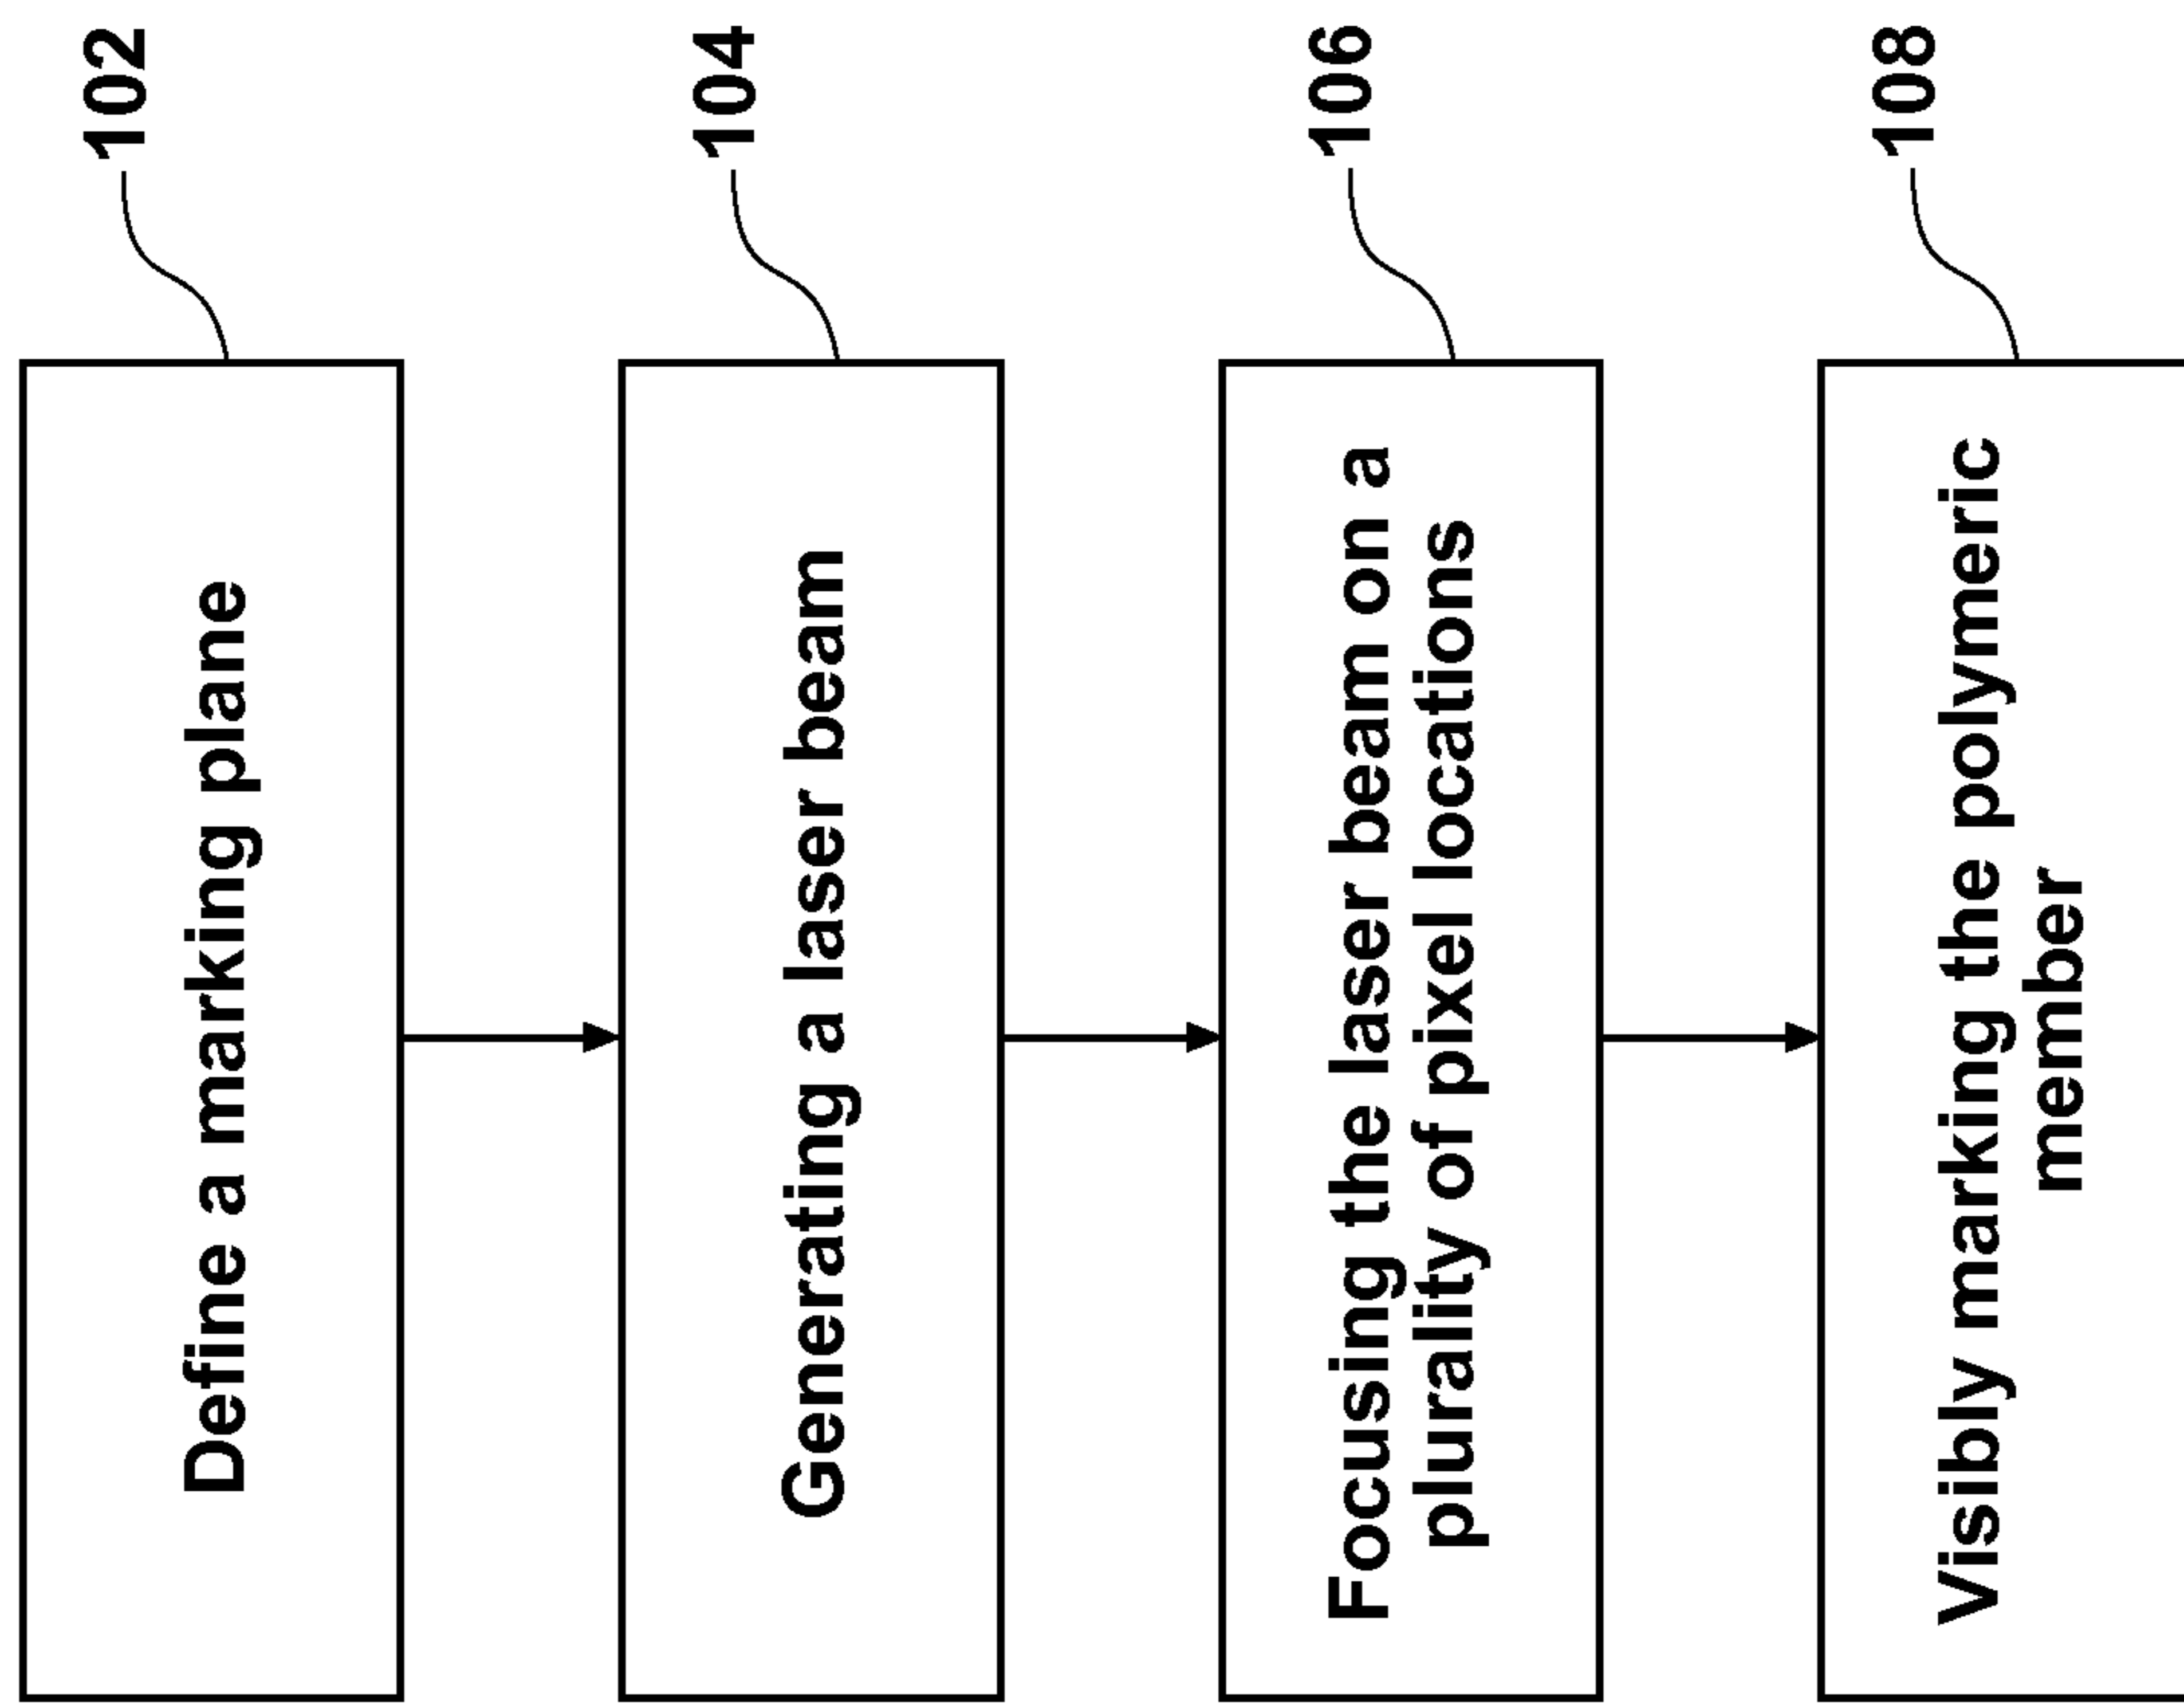 Define a marking plane
102
Generating a laser beam
104
Focusing the laser beam on a
plurality of pixel locations
106
Visibly marking the polymeric
member
108